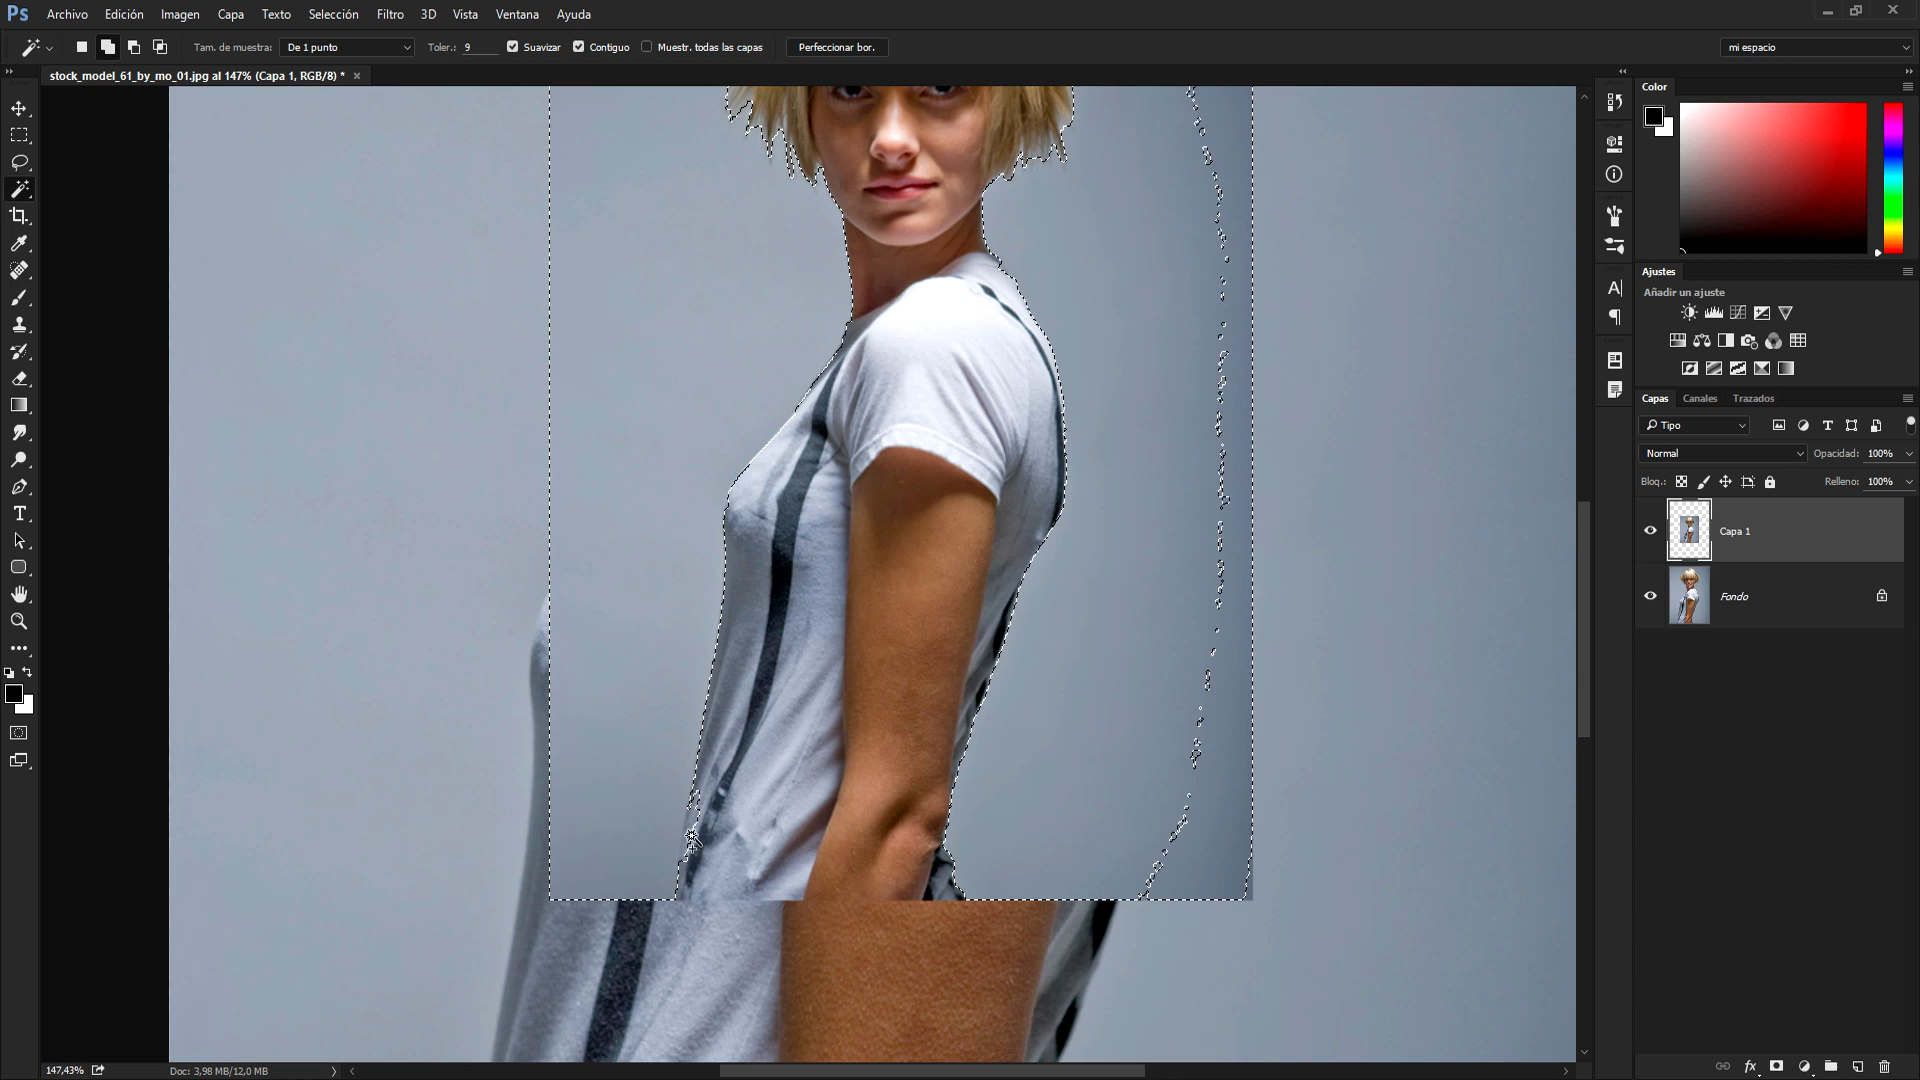 Ps Archivo Edición Imagen Capa Texto Selección Filtro 3D Vista Ventana Ayuda
Tam. de muestra: De 1 punto Toler.: 9 Suavizar Contiguo Muestr. todas las capas Perfeccionar bor. mi espacio
stock_model_61_by_mo_01.jpg al 147% (Capa 1, RGB/8) * ×
Color
Ajustes
Añadir un ajuste
Capas Canales Trazados
Tipo
Normal Opacidad: 100%
Bloq.: Relleno: 100%
Capa 1
Fondo
147,43% Doc: 3,98 MB/12,0 MB